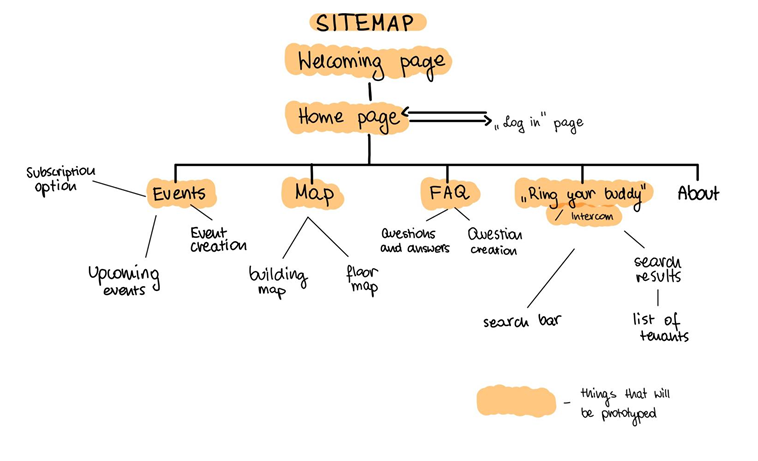 SITEMAP
Welcoming page
Home page
„Log in" page
Subscription
option
Events
Map
FAQ
„Ring your buddy"
/ Intercom
About
Event
creation
Upcoming
events
building
map
floor
map
Questions
and answers
Question
creation
search bar
search
results
list of
tenants
things that will
be prototyped